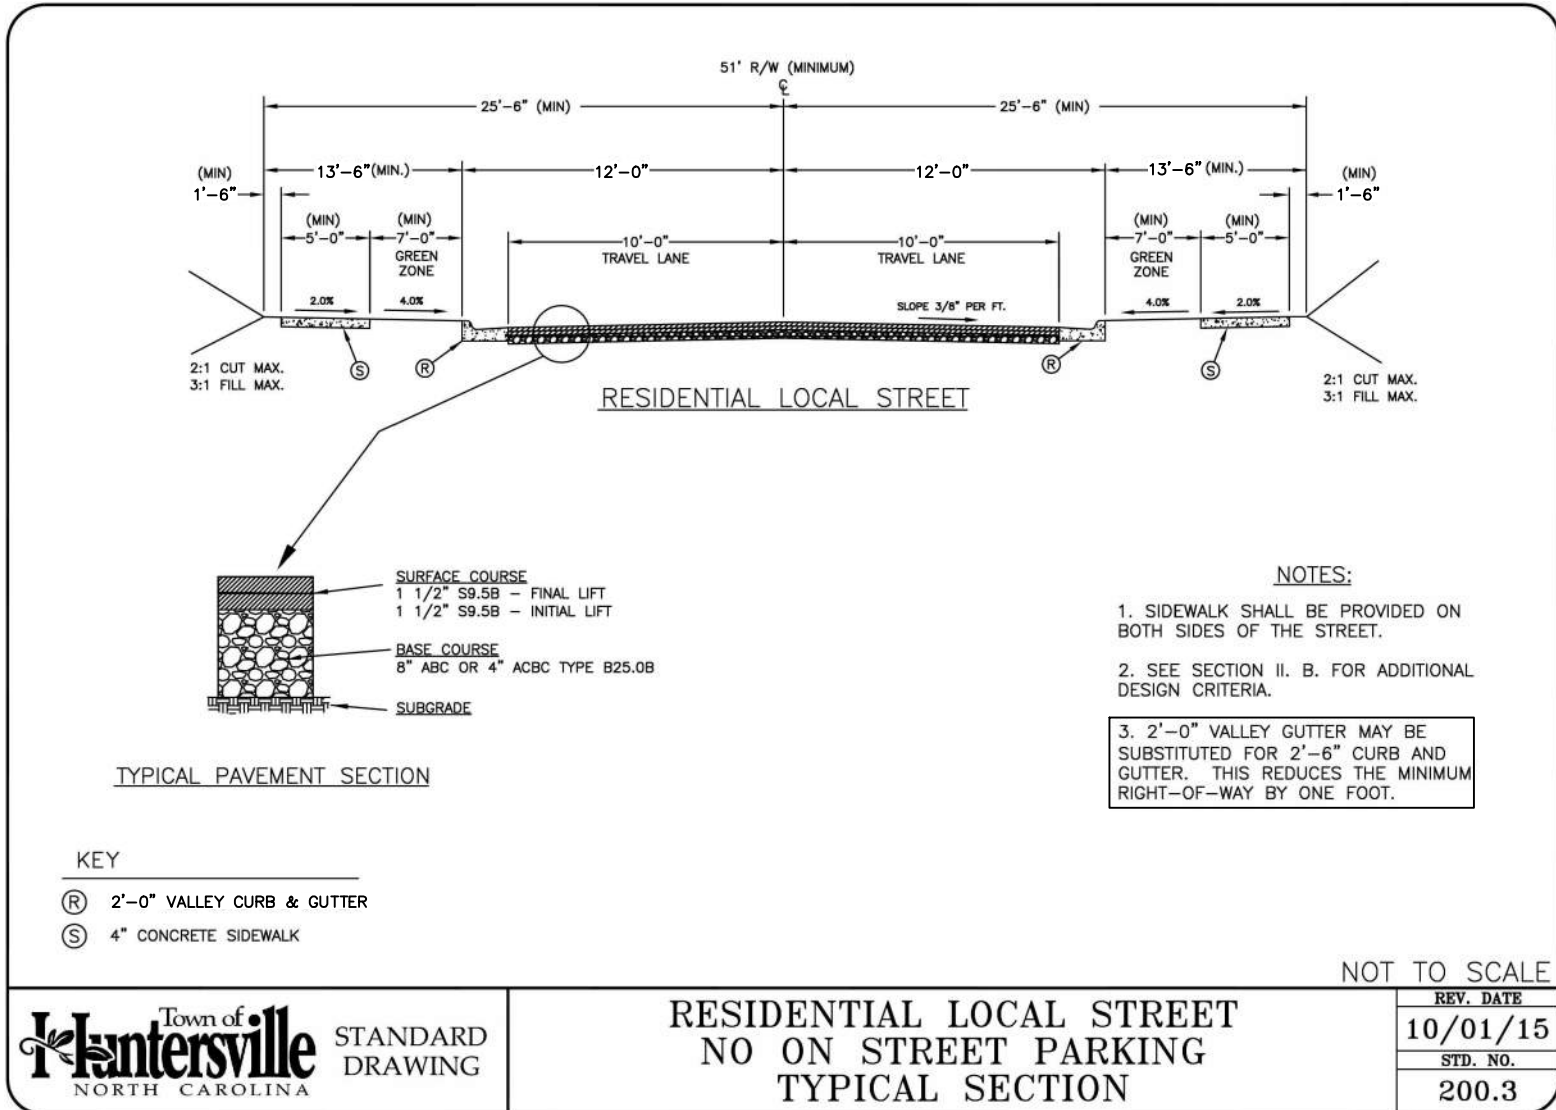 51' R/W (MINIMUM)
℄
25'-6" (MIN)
25'-6" (MIN)
(MIN)
1'-6"
13'-6"(MIN.)
12'-0"
12'-0"
13'-6"(MIN.)
(MIN)
1'-6"
(MIN)
5'-0"
(MIN)
7'-0"
GREEN
ZONE
10'-0"
TRAVEL LANE
10'-0"
TRAVEL LANE
(MIN)
7'-0"
GREEN
ZONE
(MIN)
5'-0"
2.0%
4.0%
SLOPE 3/8" PER FT.
4.0%
2.0%
2:1 CUT MAX.
3:1 FILL MAX.
S
R
R
S
2:1 CUT MAX.
3:1 FILL MAX.
RESIDENTIAL LOCAL STREET
SURFACE COURSE
1 1/2" S9.5B – FINAL LIFT
1 1/2" S9.5B – INITIAL LIFT
BASE COURSE
8" ABC OR 4" ACBC TYPE B25.0B
SUBGRADE
TYPICAL PAVEMENT SECTION
NOTES:
1. SIDEWALK SHALL BE PROVIDED ON
BOTH SIDES OF THE STREET.
2. SEE SECTION II. B. FOR ADDITIONAL
DESIGN CRITERIA.
3. 2'-0" VALLEY GUTTER MAY BE
SUBSTITUTED FOR 2'-6" CURB AND
GUTTER. THIS REDUCES THE MINIMUM
RIGHT-OF-WAY BY ONE FOOT.
KEY
R 2'-0" VALLEY CURB & GUTTER
S 4" CONCRETE SIDEWALK
NOT TO SCALE
Town of
Huntersville
NORTH CAROLINA
STANDARD
DRAWING
RESIDENTIAL LOCAL STREET
NO ON STREET PARKING
TYPICAL SECTION
REV. DATE
10/01/15
STD. NO.
200.3